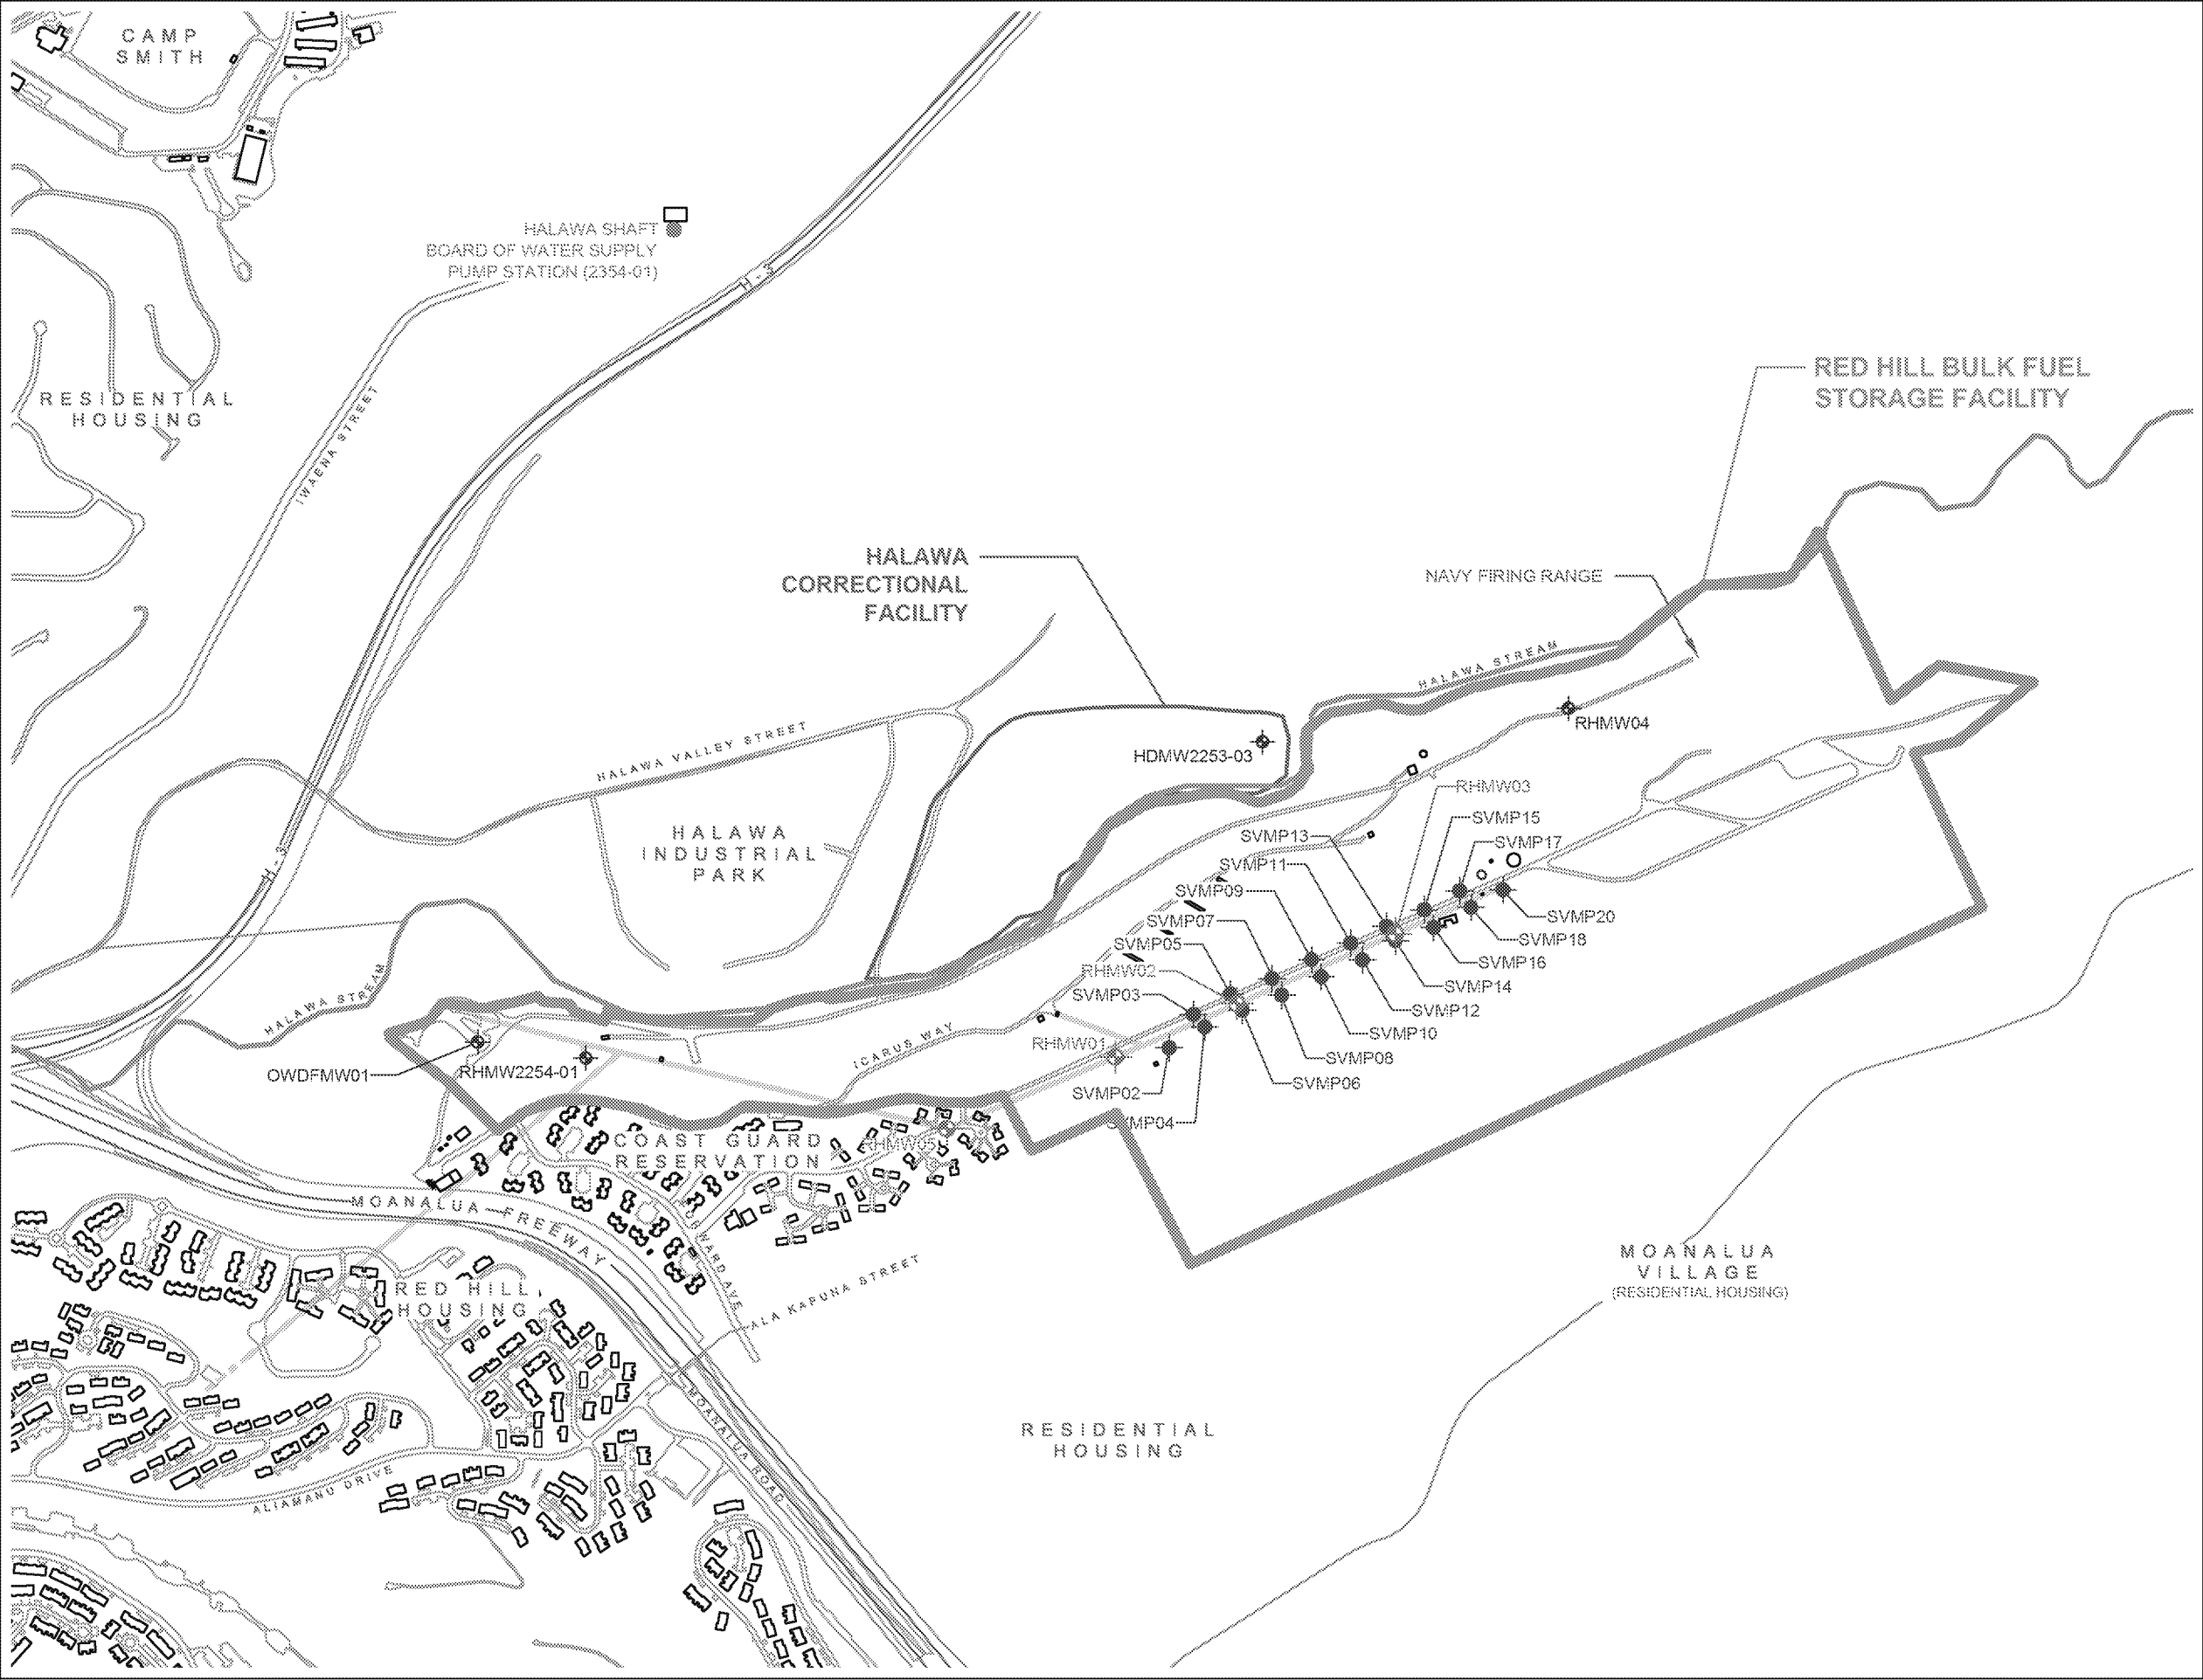 CAMP
SMITH
HALAWA SHAFT
BOARD OF WATER SUPPLY
PUMP STATION (2354-01)
H-3
RED HILL BULK FUEL
STORAGE FACILITY
RESIDENTIAL
HOUSING
IWAENA STREET
HALAWA
CORRECTIONAL
FACILITY
NAVY FIRING RANGE
HALAWA STREAM
RHMW04
HALAWA VALLEY STREET
HDMW2253-03
RHMW03
SVMP15
HALAWA
INDUSTRIAL
PARK
SVMP13
SVMP17
SVMP11
H-3
SVMP09
SVMP07
SVMP20
SVMP05
SVMP18
RHMW02
SVMP16
SVMP03
SVMP14
HALAWA STREAM
SVMP12
ICARUS WAY
SVMP10
RHMW01
SVMP08
OWDFMW01
RHMW2254-01
SVMP06
SVMP02
SVMP04
COAST GUARD
RESERVATION
RHMW05
MOANALUA FREEWAY
WARD AVE
ALA KAPUNA STREET
MOANALUA
VILLAGE
(RESIDENTIAL HOUSING)
RED HILL
HOUSING
MOANALUA ROAD
RESIDENTIAL
HOUSING
ALIAMANU DRIVE